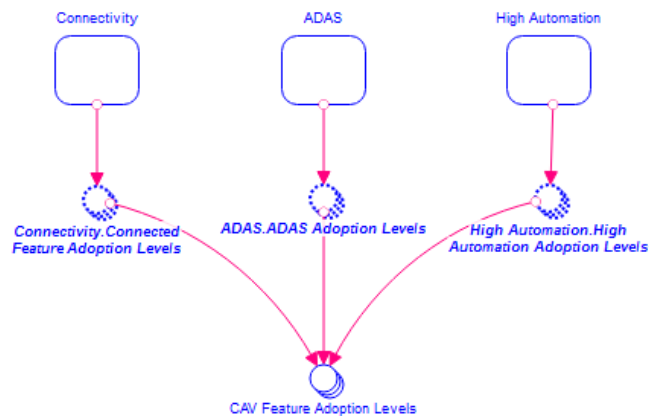 Connectivity
ADAS
High Automation
Connectivity.Connected
Feature Adoption Levels
ADAS.ADAS Adoption Levels
High Automation.High
Automation Adoption Levels
CAV Feature Adoption Levels